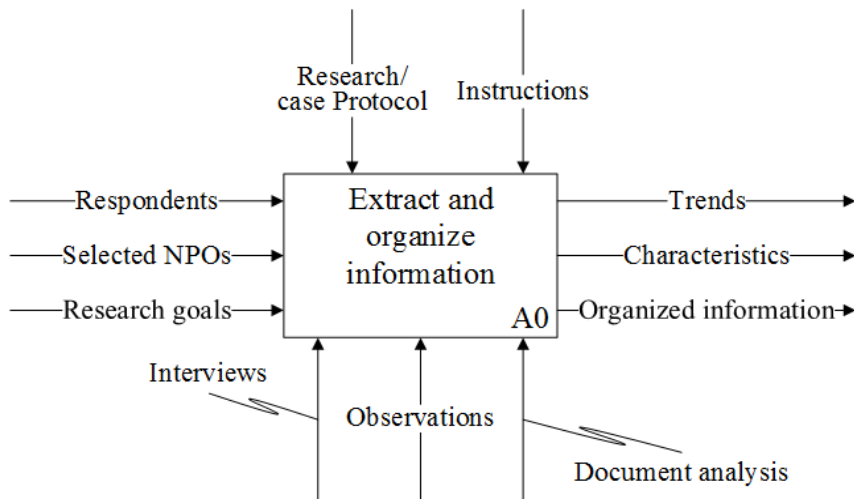 Research/
case Protocol
Instructions
Respondents
Selected NPOs
Research goals
Extract and
organize
information
A0
Trends
Characteristics
Organized information
Interviews
Observations
Document analysis